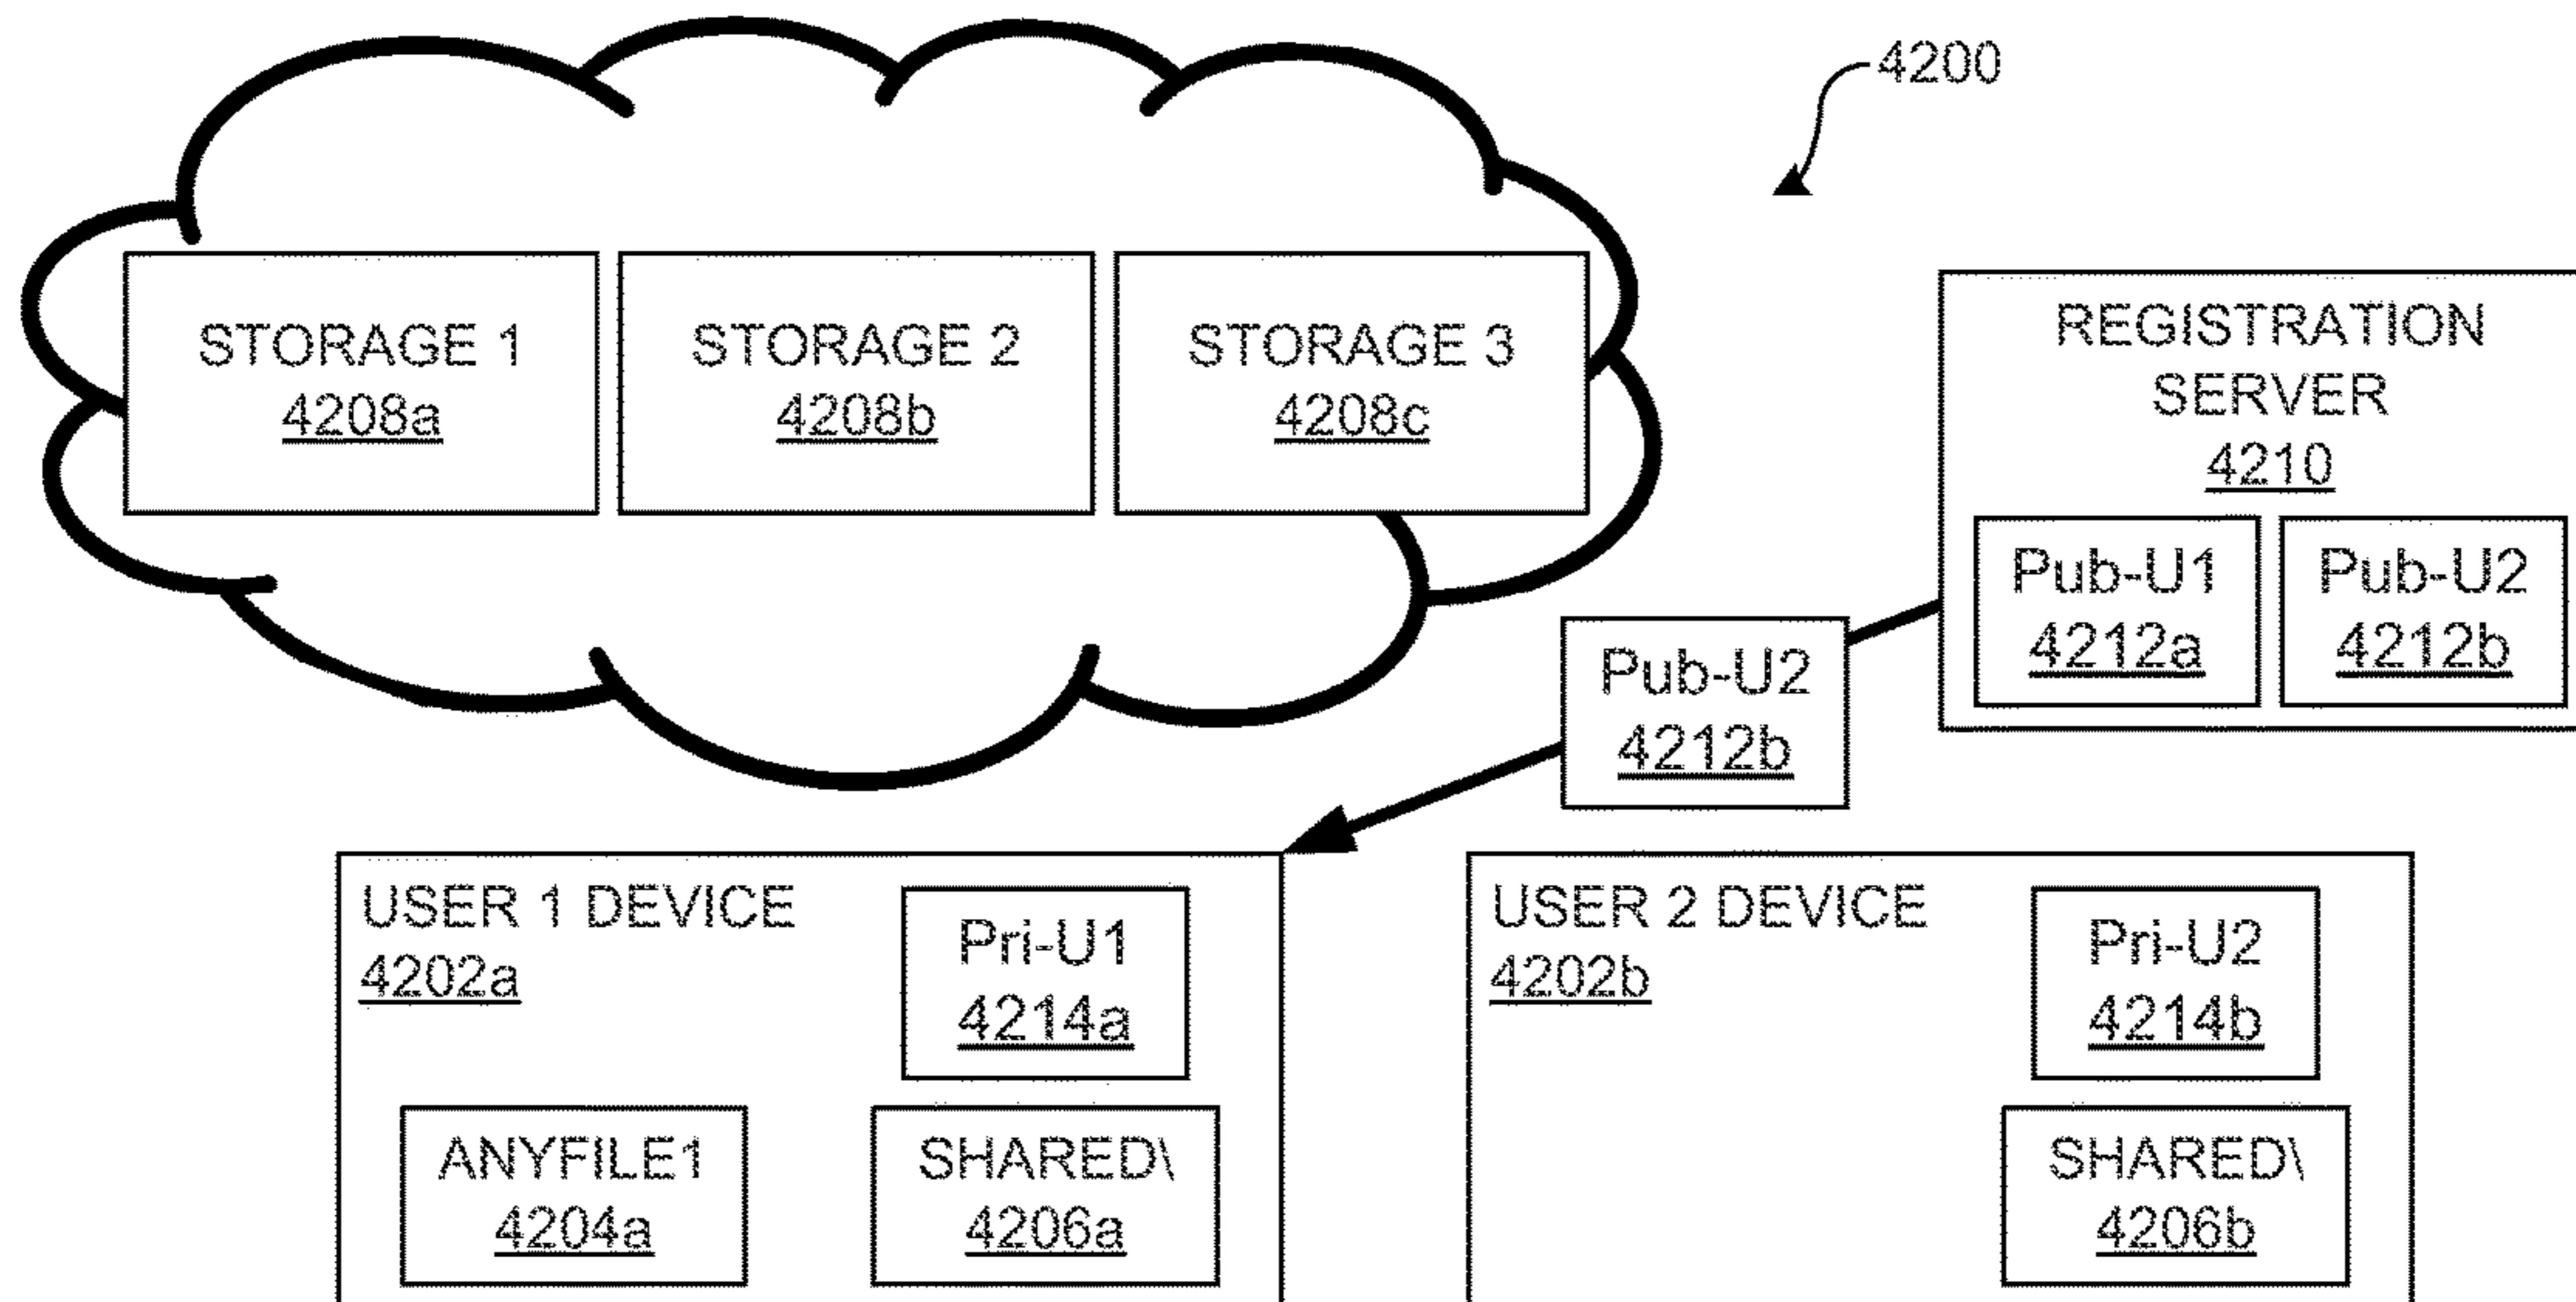 4200
STORAGE 1
4208a
STORAGE 2
4208b
STORAGE 3
4208c
REGISTRATION
SERVER
4210
Pub-U1
4212a
Pub-U2
4212b
Pub-U2
4212b
USER 1 DEVICE
4202a
Pri-U1
4214a
ANYFILE1
4204a
SHARED\
4206a
USER 2 DEVICE
4202b
Pri-U2
4214b
SHARED\
4206b